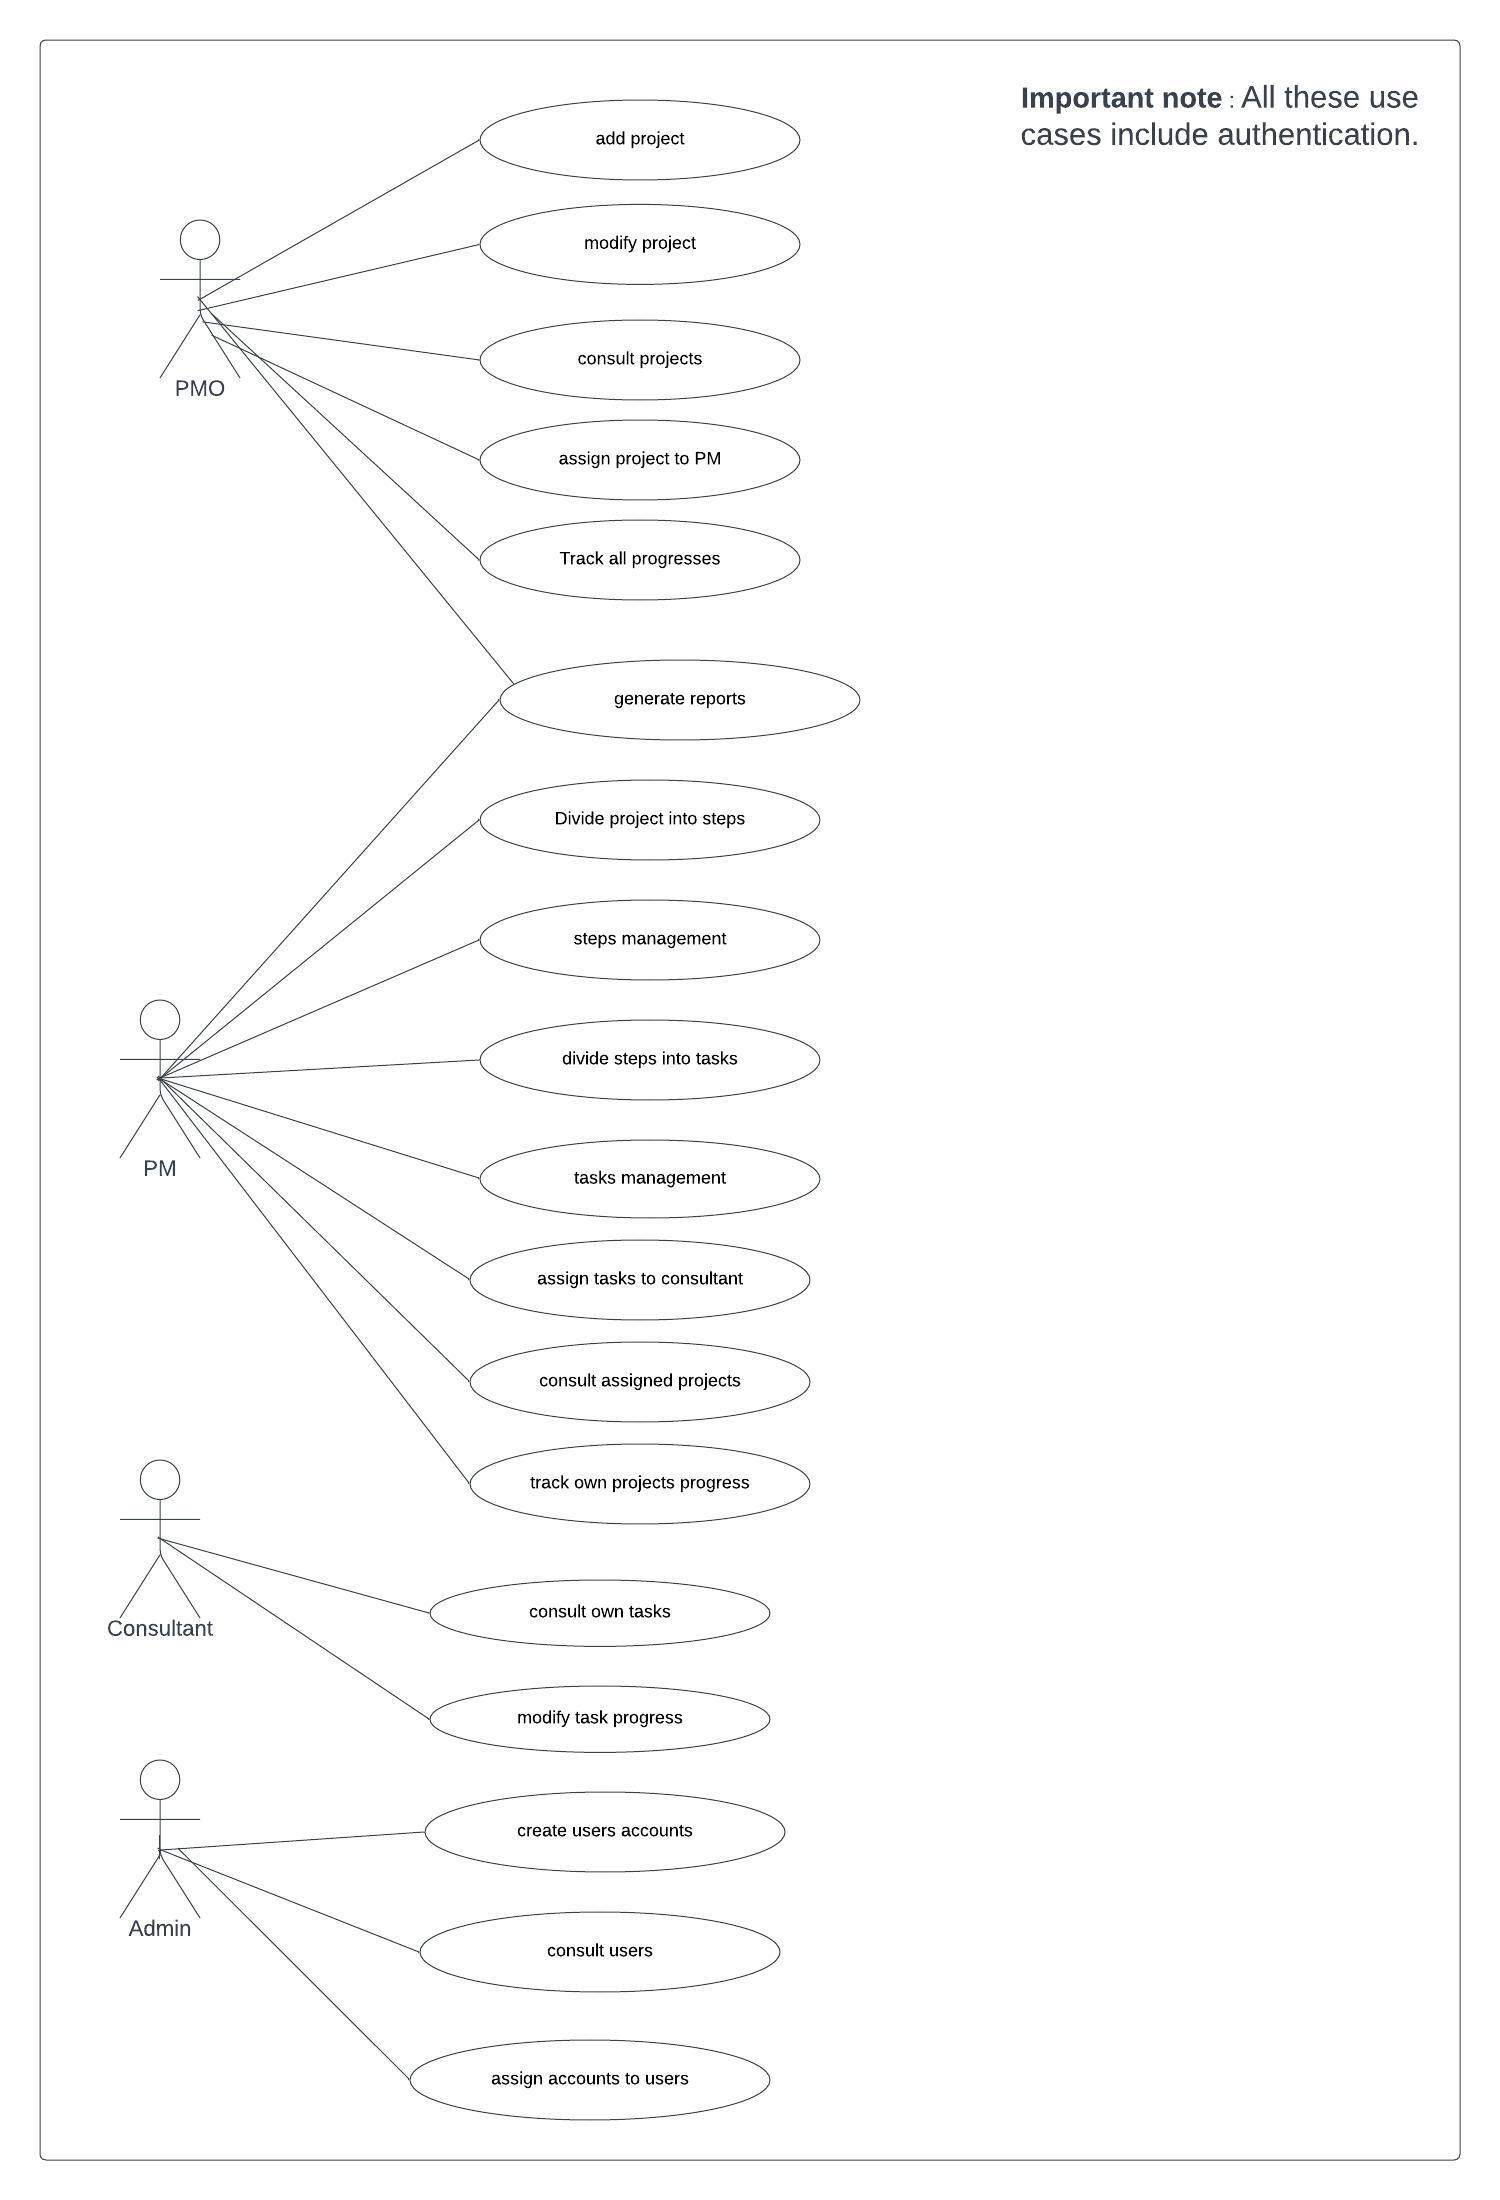 Important note : All these use
cases include authentication.
add project
modify project
consult projects
PMO
assign project to PM
Track all progresses
generate reports
Divide project into steps
steps management
divide steps into tasks
PM
tasks management
assign tasks to consultant
consult assigned projects
track own projects progress
consult own tasks
Consultant
modify task progress
create users accounts
Admin
consult users
assign accounts to users